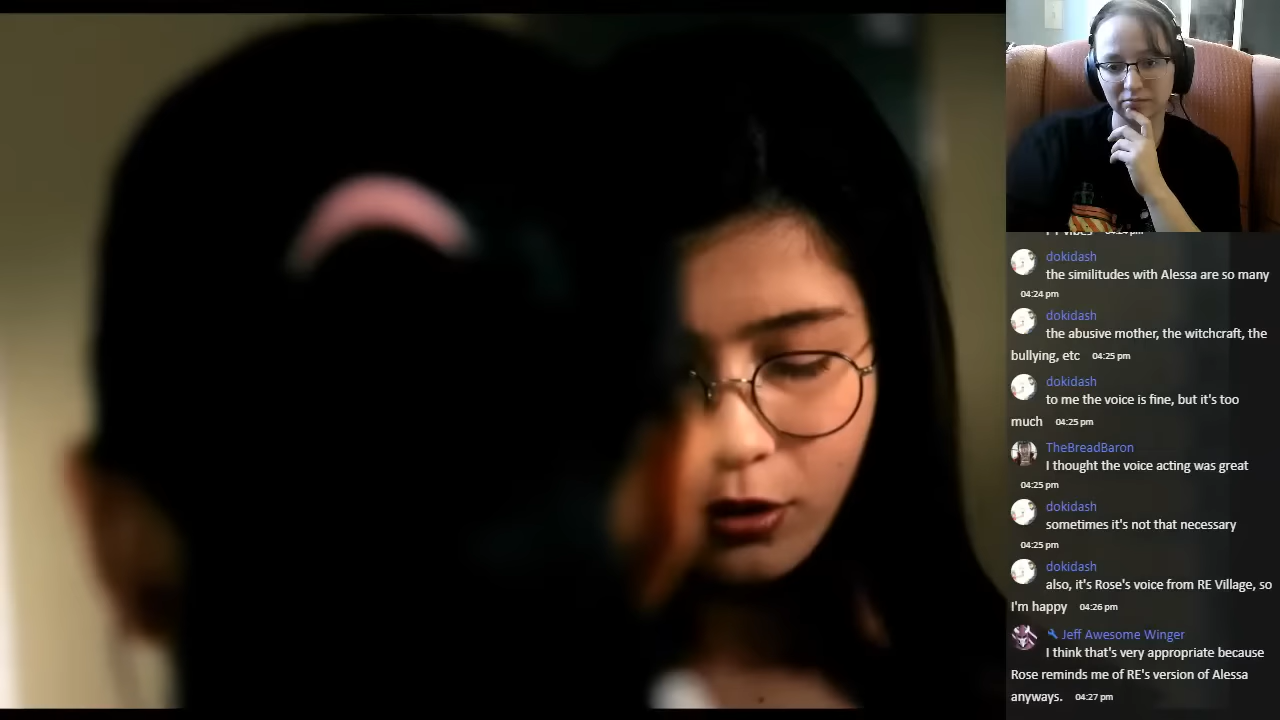 04:24 pm
dokidash
the similitudes with Alessa are so many
04:24 pm
dokidash
the abusive mother, the witchcraft, the
bullying, etc 04:25 pm
dokidash
to me the voice is fine, but it's too
much 04:25 pm
TheBreadBaron
I thought the voice acting was great
04:25 pm
dokidash
sometimes it's not that necessary
04:25 pm
dokidash
also, it's Rose's voice from RE Village, so
I'm happy 04:26 pm
Jeff Awesome Winger
I think that's very appropriate because
Rose reminds me of RE's version of Alessa
anyways. 04:27 pm